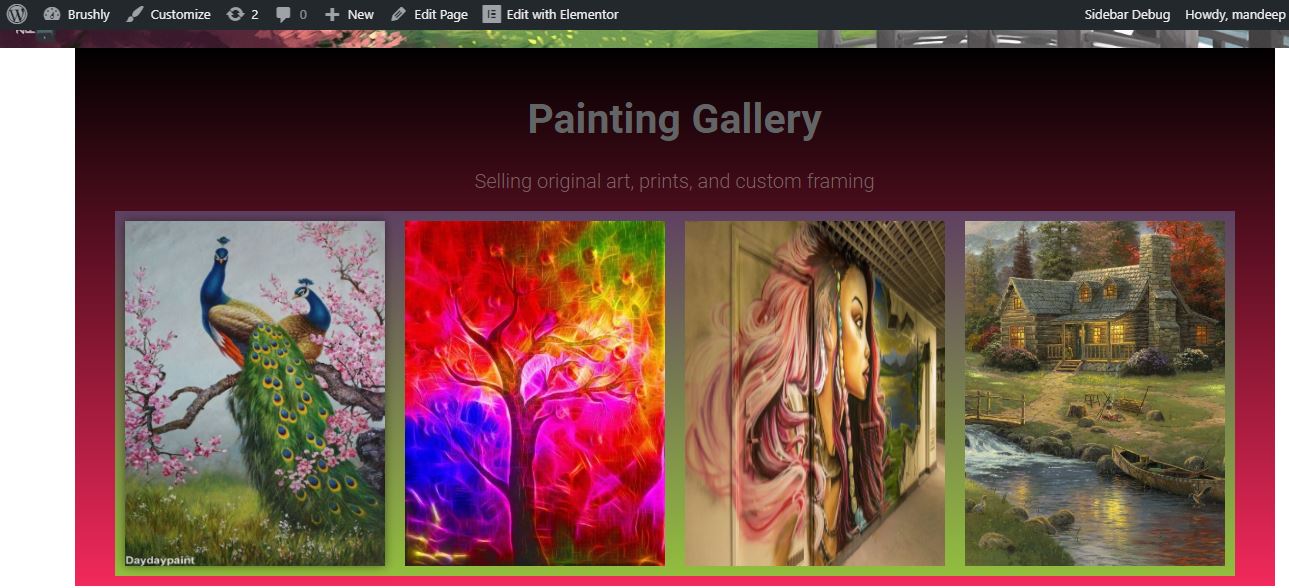 Brushly Customize 2 0 New Edit Page Edit with Elementor Sidebar Debug Howdy, mandeep
Painting Gallery
Selling original art, prints, and custom framing
Daydaypaint